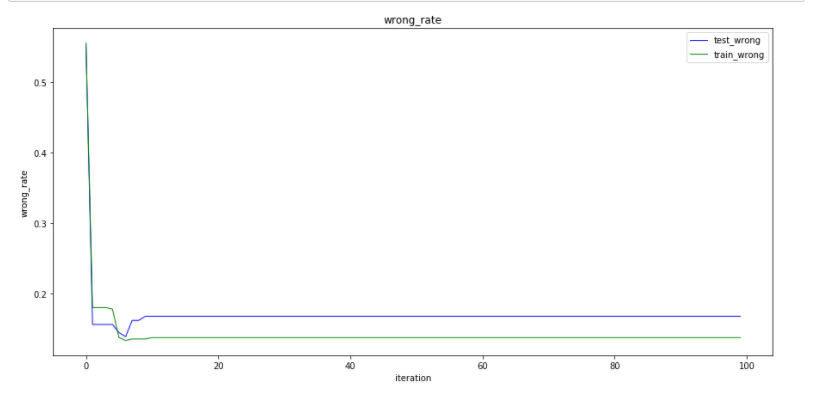 wrong_rate
test_wrong
train_wrong
0.5
0.4
0.3
0.2
wrong_rate
0 20 40 60 80 100
iteration